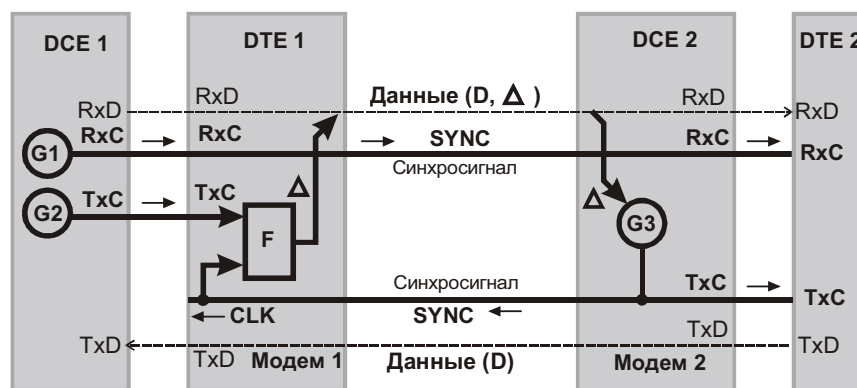 DCE 1 DTE 1 DCE 2 DTE 2
RxD RxD Данные (D, Δ ) RxD RxD
G1 RxC RxC SYNC RxC RxC
Синхросигнал
G2 TxC TxC Δ Δ
F G3
Синхросигнал TxC TxC
CLK SYNC
TxD TxD Модем 1 Данные (D) Модем 2 TxD TxD